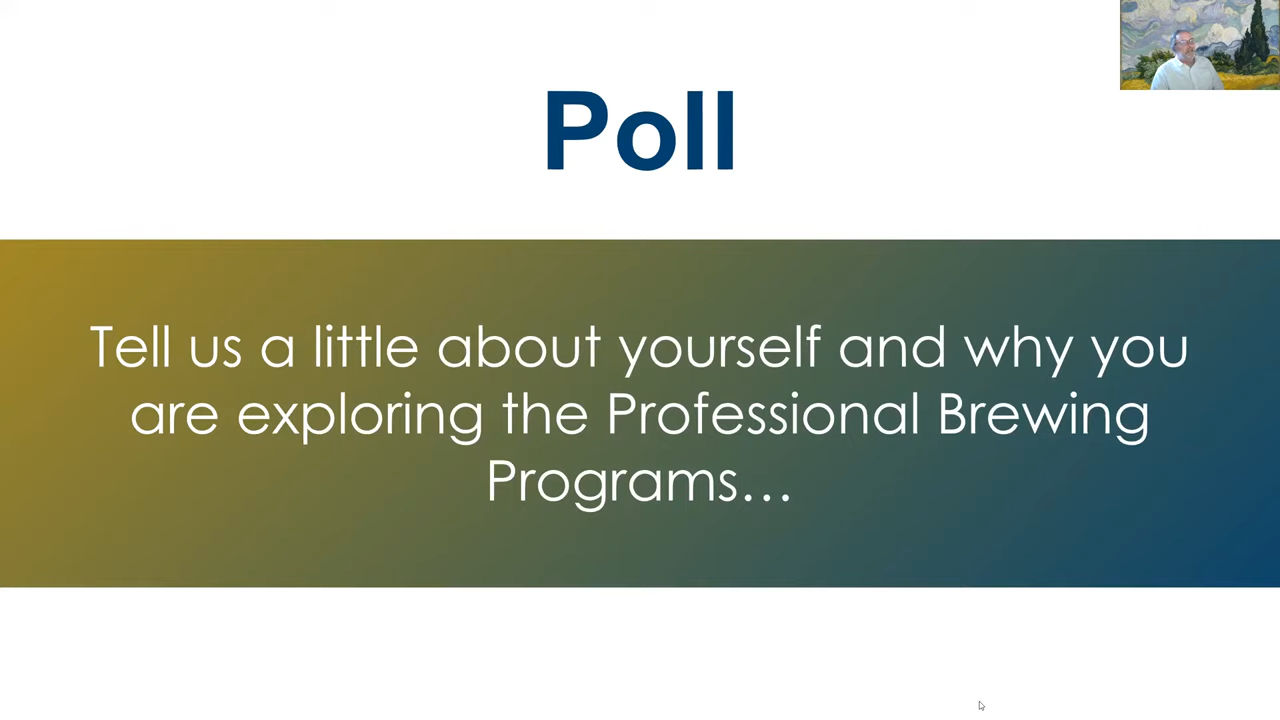 Poll
Tell us a little about yourself and why you
are exploring the Professional Brewing
Programs…